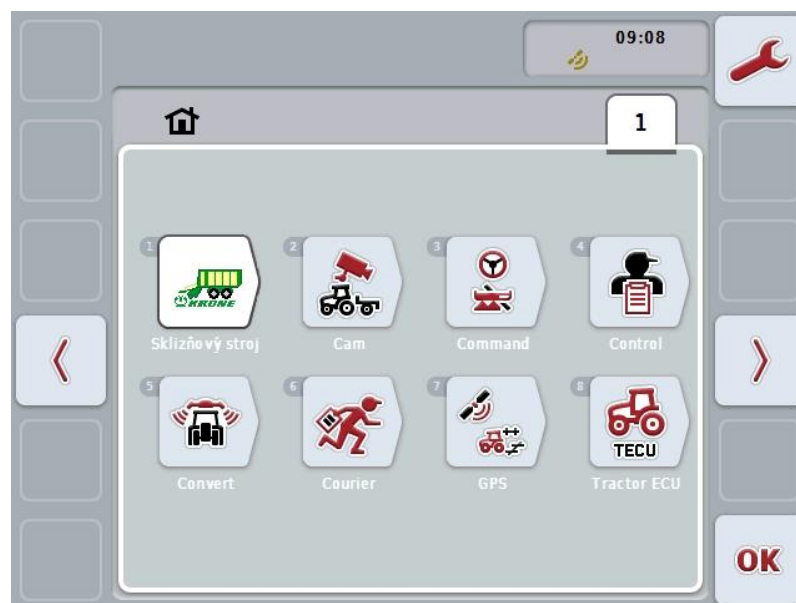 09:08
1
1
2
3
4
KRONE
Sklizňový stroj
Cam
Command
Control
5
6
7
8
TECU
Convert
Courier
GPS
Tractor ECU
OK